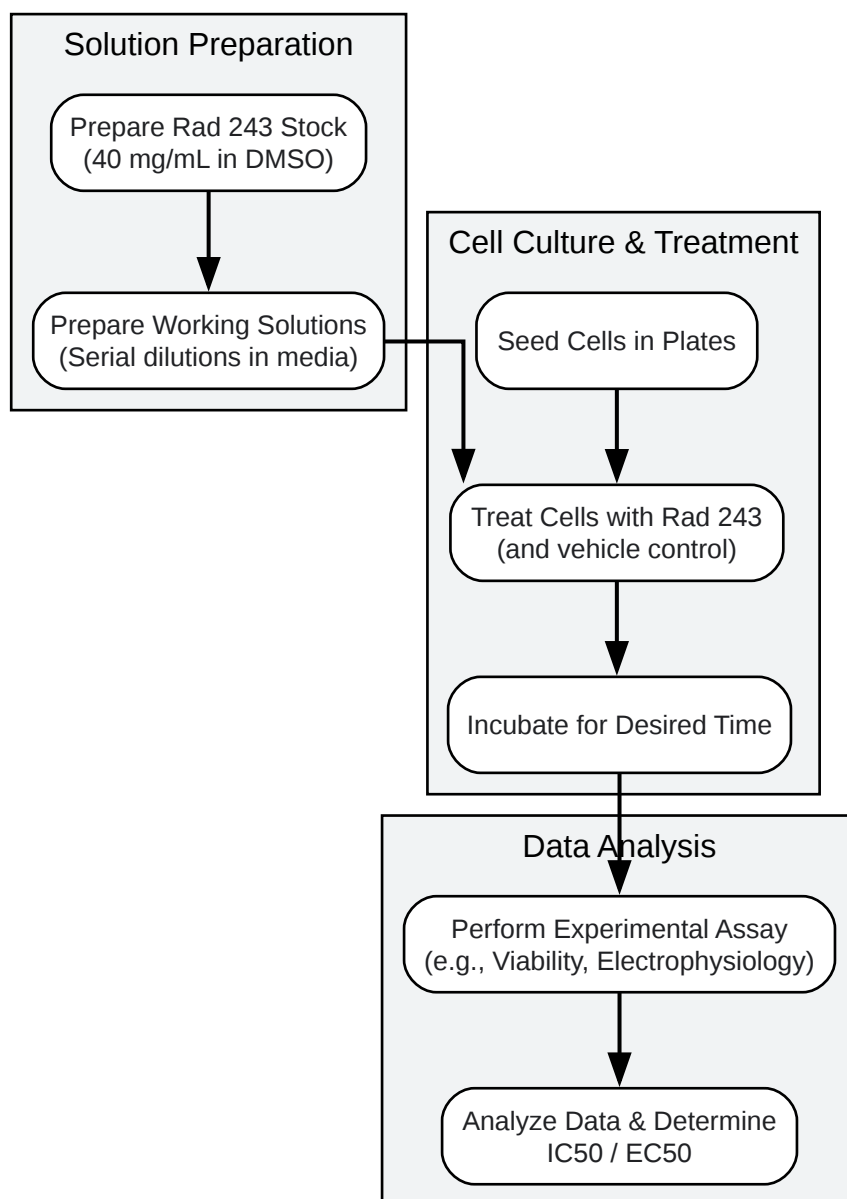 Solution Preparation
Prepare Rad 243 Stock
(40 mg/mL in DMSO)
Prepare Working Solutions
(Serial dilutions in media)
Cell Culture & Treatment
Seed Cells in Plates
Treat Cells with Rad 243
(and vehicle control)
Incubate for Desired Time
Data Analysis
Perform Experimental Assay
(e.g., Viability, Electrophysiology)
Analyze Data & Determine
IC50 / EC50